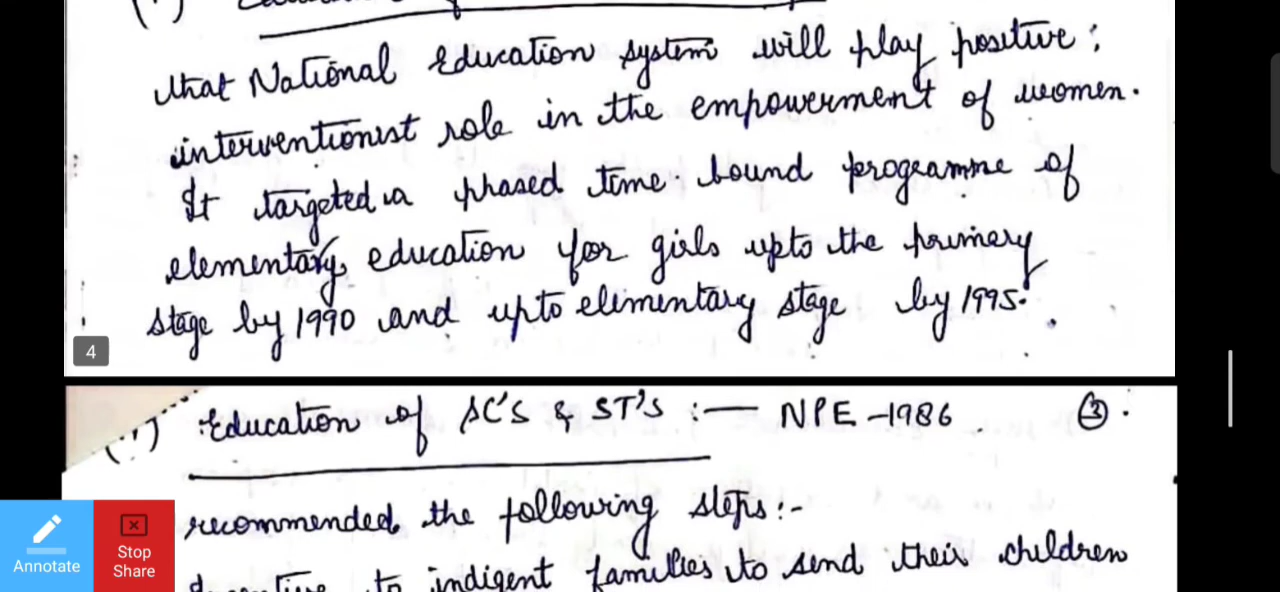 that National Education system will play positive,
interventionist role in the empowerment of women.
It targeted a phased time bound programme of
elementary education for girls upto the primary
stage by 1990 and upto elimentary stage by 1995.
4
Education of SC'S & ST'S :— NPE -1986. ③.
recommended the following steps :-
to indigent families to send their children
Annotate
Stop
Share